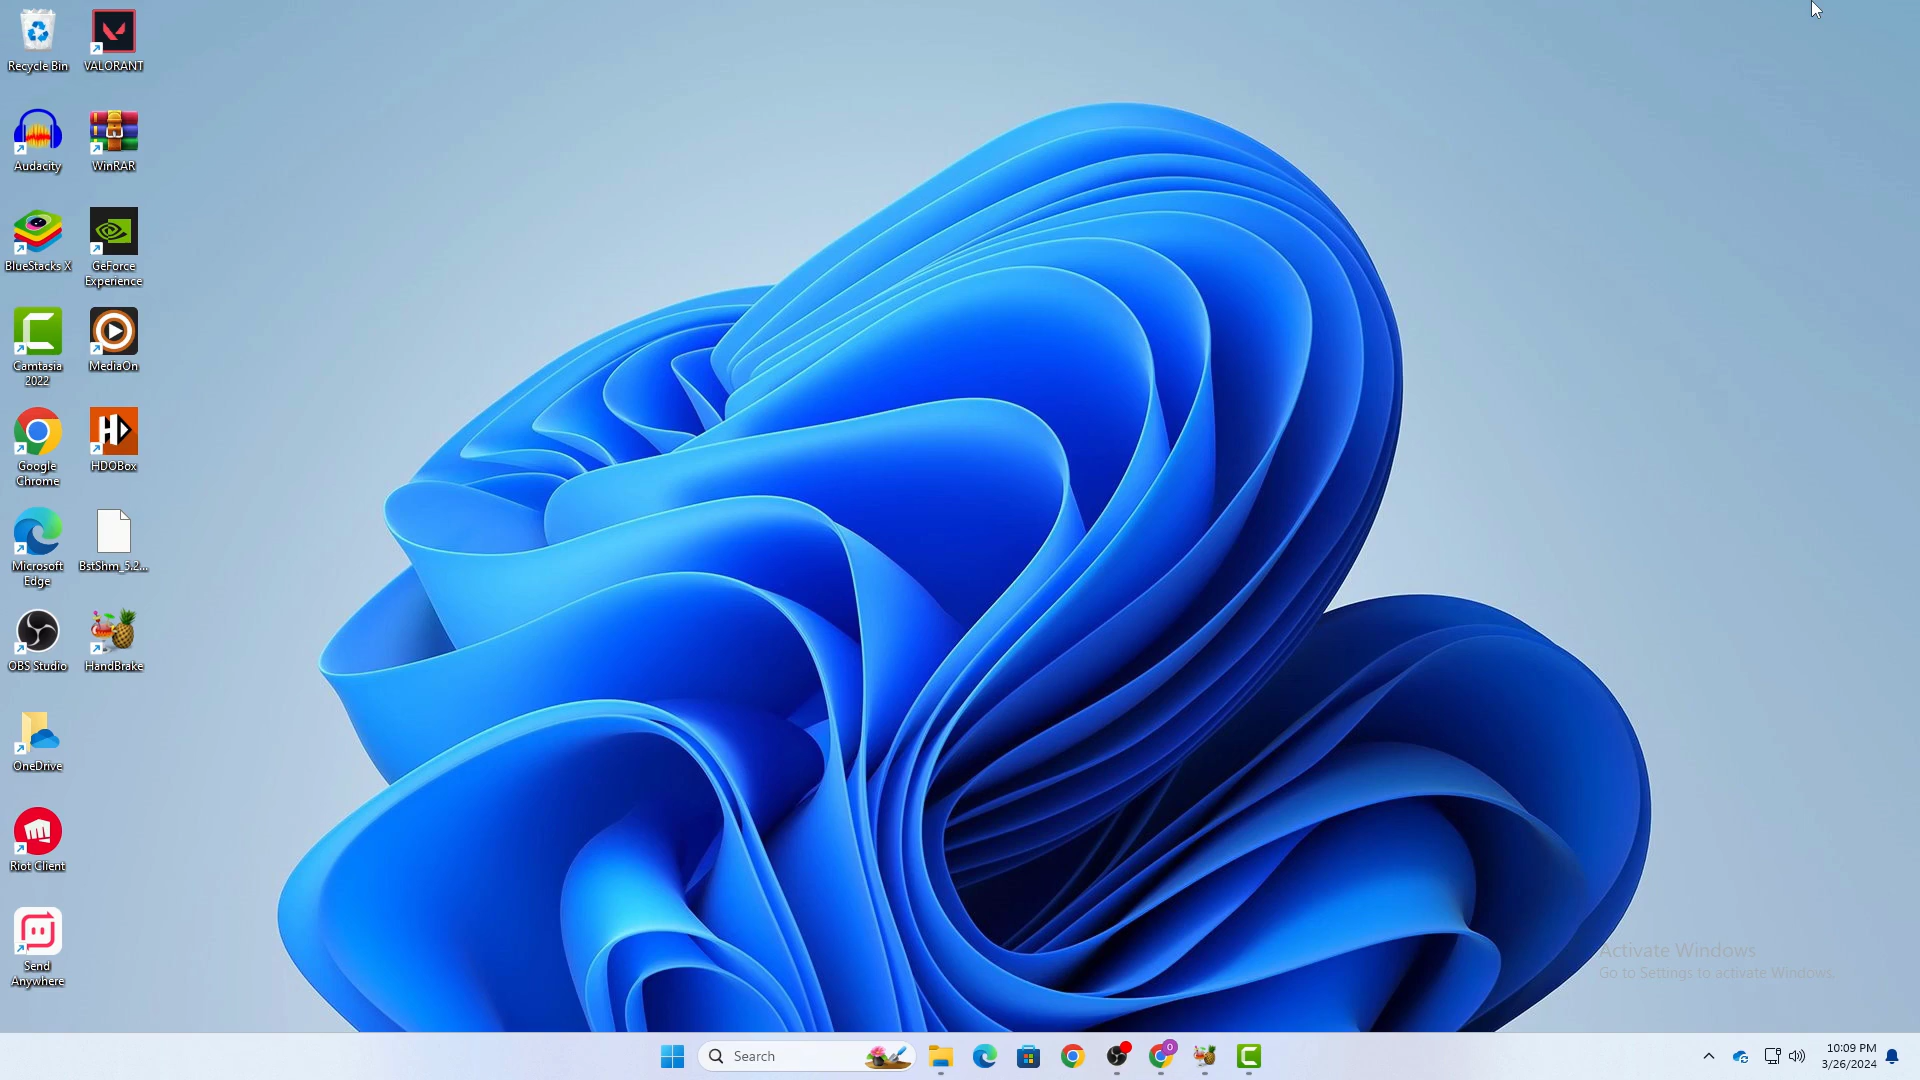 Recycle Bin
VALORANT
Audacity
WinRAR
BlueStacks X
GeForce
Experience
Camtasia
2022
MediaOn
Google
Chrome
HDOBox
Microsoft
Edge
BstShm_5.2...
OBS Studio
HandBrake
OneDrive
Riot Client
Send
Anywhere
Activate Windows
Go to Settings to activate Windows.
Search
0
10:09 PM
3/26/2024